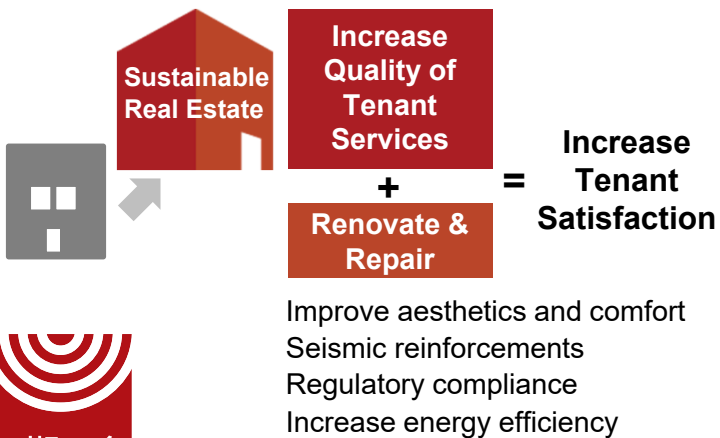 Sustainable
Real Estate
Increase
Quality of
Tenant
Services
+
Renovate &
Repair
=
Increase
Tenant
Satisfaction
Improve aesthetics and comfort
Seismic reinforcements
Regulatory compliance
Increase energy efficiency